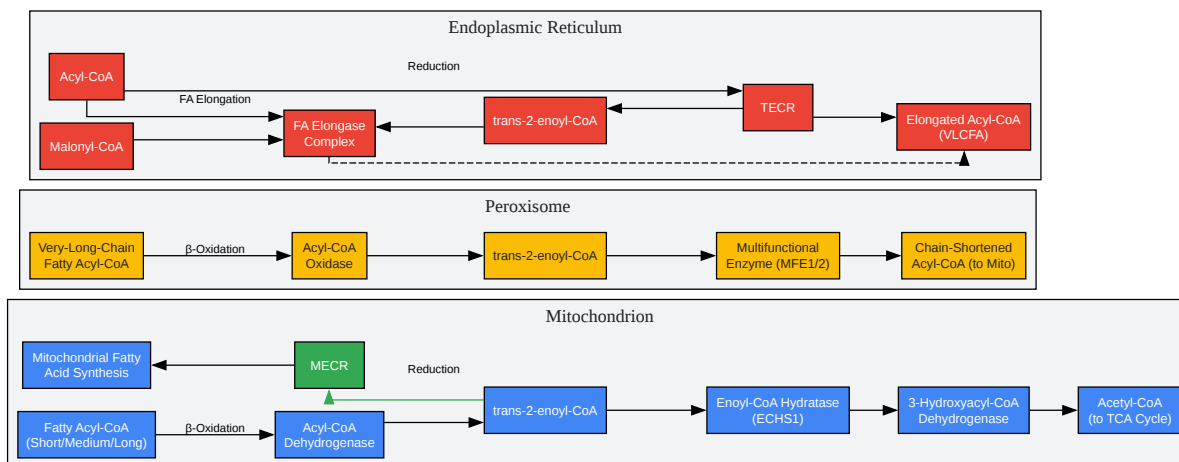 Endoplasmic Reticulum
Acyl-CoA
Reduction
FA Elongation
Malonyl-CoA
FA Elongase
Complex
trans-2-enoyl-CoA
TECR
Elongated Acyl-CoA
(VLCFA)
Peroxisome
Very-Long-Chain
Fatty Acyl-CoA
β-Oxidation
Acyl-CoA
Oxidase
trans-2-enoyl-CoA
Multifunctional
Enzyme (MFE1/2)
Chain-Shortened
Acyl-CoA (to Mito)
Mitochondrion
Mitochondrial Fatty
Acid Synthesis
MECR
Reduction
Fatty Acyl-CoA
(Short/Medium/Long)
β-Oxidation
Acyl-CoA
Dehydrogenase
trans-2-enoyl-CoA
Enoyl-CoA Hydratase
(ECHS1)
3-Hydroxyacyl-CoA
Dehydrogenase
Acetyl-CoA
(to TCA Cycle)